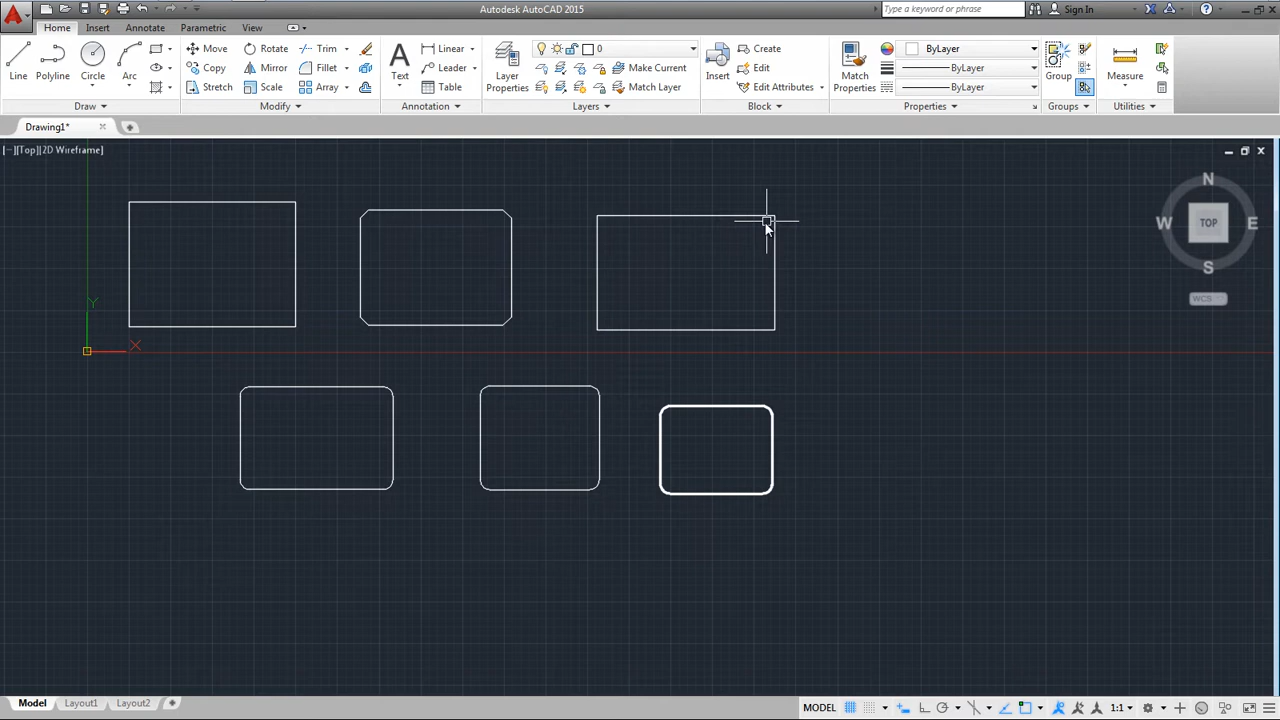 Autodesk AutoCAD 2015
Type a keyword or phrase
Sign In
Home Insert Annotate Parametric View
Line
Polyline
Circle
Arc
Draw
Move Rotate Trim
Copy Mirror Fillet
Stretch Scale Array
Modify
Text
Linear
Leader
Table
Annotation
Layer
Properties
0
Make Current
Match Layer
Layers
Insert
Create
Edit
Edit Attributes
Block
Match
Properties
ByLayer
ByLayer
ByLayer
Properties
Group
Groups
Measure
Utilities
Drawing1*
[−][Top][2D Wireframe]
N
W TOP E
S
WCS
Y
X
Model Layout1 Layout2
MODEL
1:1